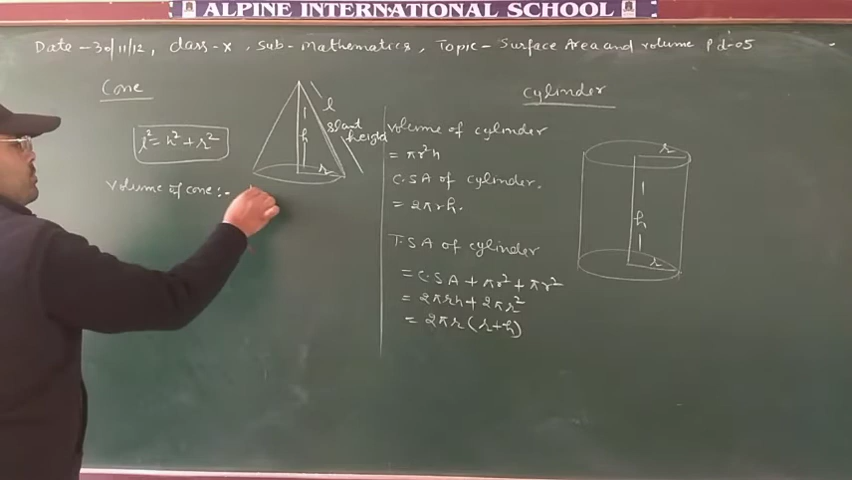 ALPINE INTERNATIONAL SCHOOL
Date - 30/11/12, class-x, Sub-Mathematics, Topic - Surface Area and volume Pd-05
Cone
l² = h² + r²
Volume of cone :-
l
slant
height
h
r
Cylinder
Volume of cylinder
= πr²h
C.S.A of cylinder.
= 2πrh.
T.S.A of cylinder
= C.S.A + πr² + πr²
= 2πrh + 2πr²
= 2πr(r+h)
r
h
r